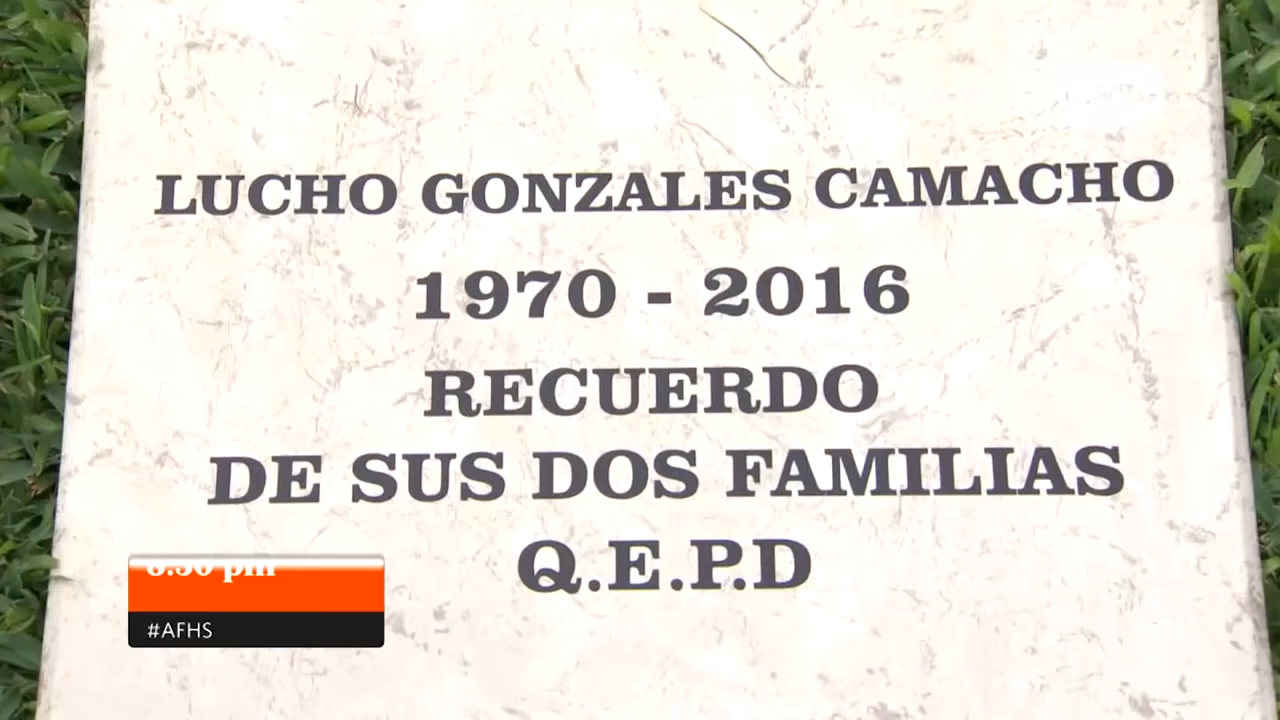 LUCHO GONZALES CAMACHO
1970 - 2016
RECUERDO
DE SUS DOS FAMILIAS
Q.E.P.D
#AFHS